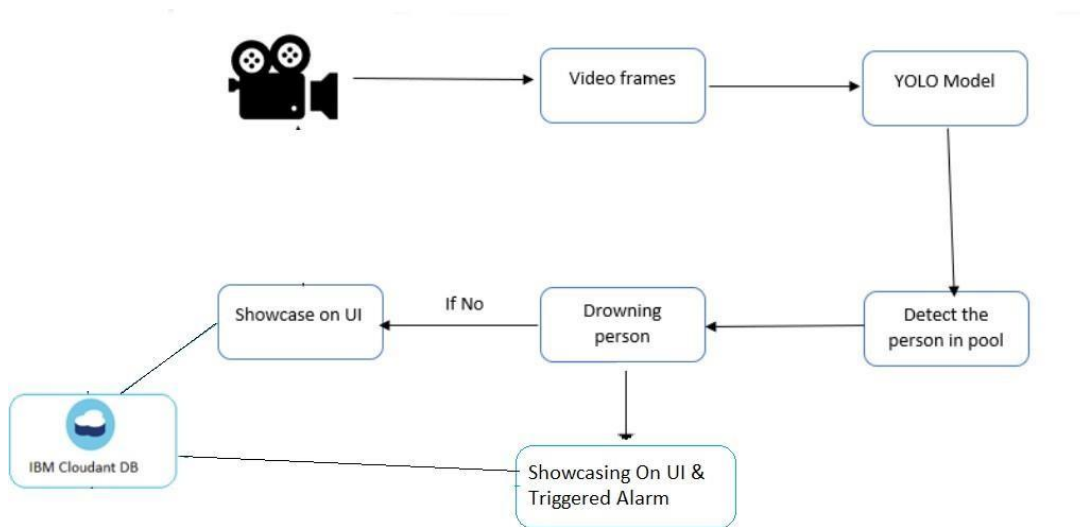 Video frames
YOLO Model
Detect the
person in pool
Drowning
person
If No
Showcase on UI
IBM Cloudant DB
Showcasing On UI &
Triggered Alarm